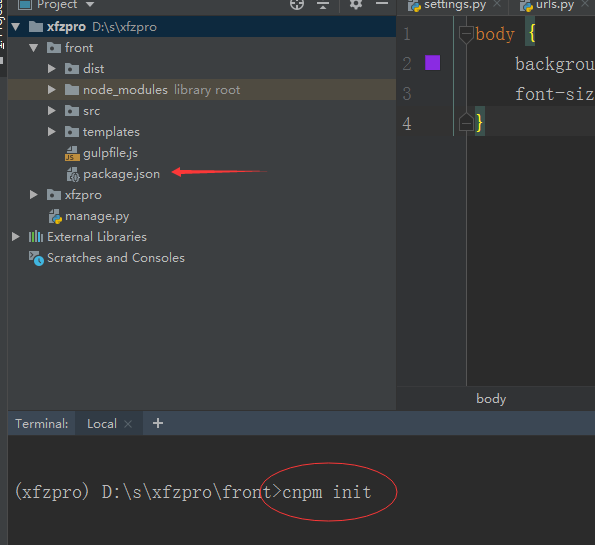 Project
settings.py
urls.py
xfzpro D:\s\xfzpro
front
dist
node_modules library root
src
templates
gulpfile.js
package.json
xfzpro
manage.py
External Libraries
Scratches and Consoles
1 body {
2 backgrou
3 font-siz
4 }
body
Terminal: Local +
(xfzpro) D:\s\xfzpro\front>cnpm init